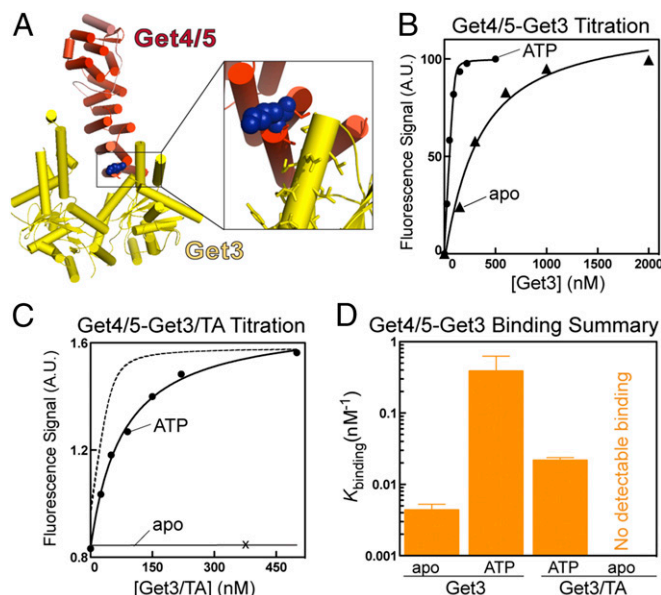 A
Get4/5
Get3
B
Get4/5-Get3 Titration
Fluorescence Signal (A.U.)
100
50
0
ATP
apo
0 500 1000 1500 2000
[Get3] (nM)
C
Get4/5-Get3/TA Titration
Fluorescence Signal (A.U.)
1.6
1.2
0.8
ATP
apo
x
0 150 300 450
[Get3/TA] (nM)
D
Get4/5-Get3 Binding Summary
Kbinding(nM-1)
1
0.1
0.01
0.001
No detectable binding
apo ATP ATP apo
Get3 Get3/TA